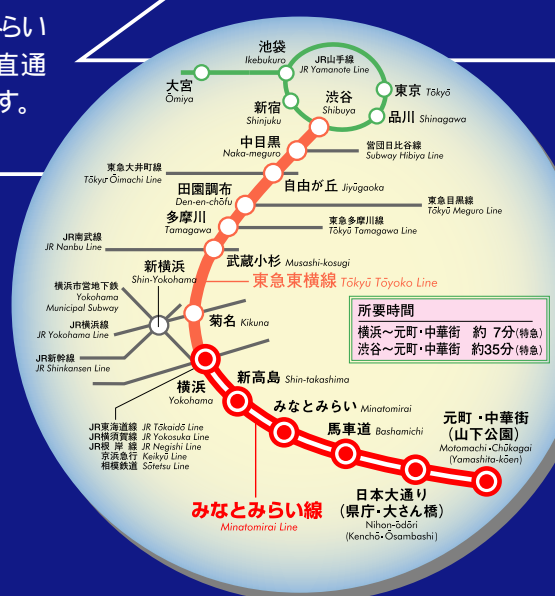 らい
直通
す。
池袋
Ikebukuro
JR山手線
JR Yamanote Line
大宮
Ōmiya
東京 Tōkyō
新宿
Shinjuku
渋谷
Shibuya
品川 Shinagawa
中目黒
Naka-meguro
営団日比谷線
Subway Hibiya Line
東急大井町線
Tōkyū Ōimachi Line
自由が丘 Jiyūgaoka
田園調布
Den-en-chōfu
東急目黒線
Tōkyū Meguro Line
多摩川
Tamagawa
東急多摩川線
Tōkyū Tamagawa Line
JR南武線
JR Nanbu Line
武蔵小杉 Musashi-kosugi
新横浜
Shin-Yokohama
東急東横線 Tōkyū Tōyoko Line
横浜市営地下鉄
Yokohama
Municipal Subway
菊名 Kikuna
JR横浜線
JR Yokohama Line
JR新幹線
JR Shinkansen Line
所要時間
横浜～元町・中華街 約 7分(特急)
渋谷～元町・中華街 約35分(特急)
横浜
Yokohama
新高島 Shin-takashima
みなとみらい Minatomirai
馬車道 Bashamichi
元町・中華街
(山下公園)
Motomachi・Chūkagai
(Yamashita-kōen)
JR東海道線 JR Tōkaidō Line
JR横須賀線 JR Yokosuka Line
JR根岸線 JR Negishi Line
京浜急行 Keikyū Line
相模鉄道 Sōtetsu Line
みなとみらい線
Minatomirai Line
日本大通り
(県庁・大さん橋)
Nihon-ōdōri
(Kenchō・Ōsambashi)